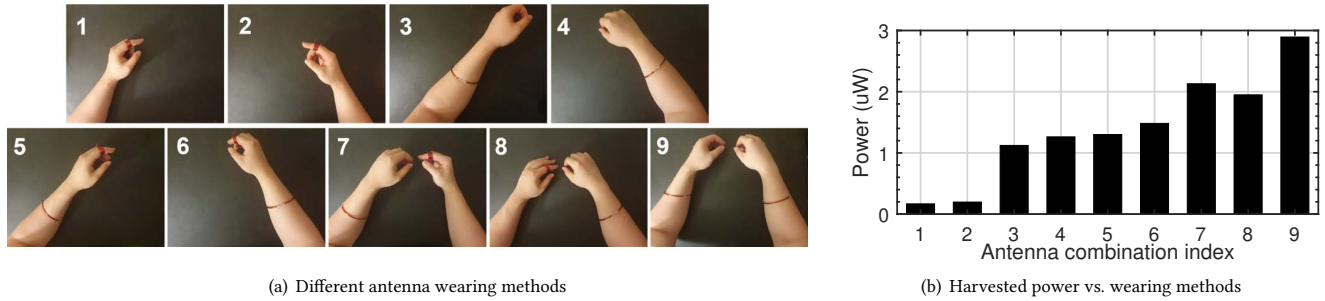 1 2 3 4
5 6 7 8 9
(a) Different antenna wearing methods
3
2
1
0
Power (uW)
1 2 3 4 5 6 7 8 9
Antenna combination index
(b) Harvested power vs. wearing methods